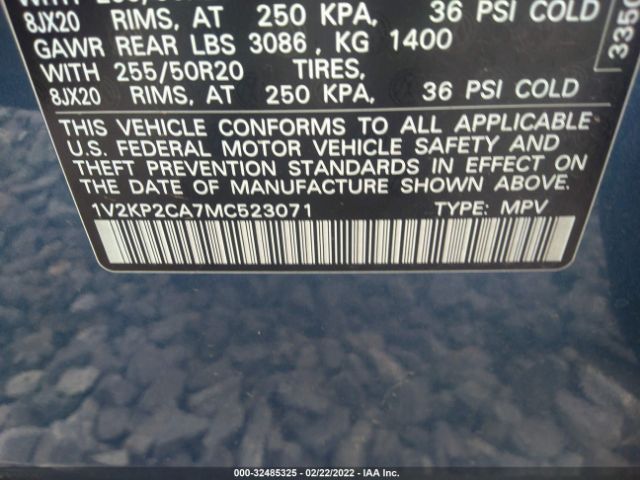 WITH
8JX20 RIMS, AT 250 KPA, 36 PSI COLD
GAWR REAR LBS 3086, KG 1400
WITH 255/50R20 TIRES,
8JX20 RIMS, AT 250 KPA, 36 PSI COLD
THIS VEHICLE CONFORMS TO ALL APPLICABLE
U.S. FEDERAL MOTOR VEHICLE SAFETY AND
THEFT PREVENTION STANDARDS IN EFFECT ON
THE DATE OF MANUFACTURE SHOWN ABOVE.
1V2KP2CA7MC523071 TYPE: MPV
000-32485325 - 02/22/2022 - IAA Inc.